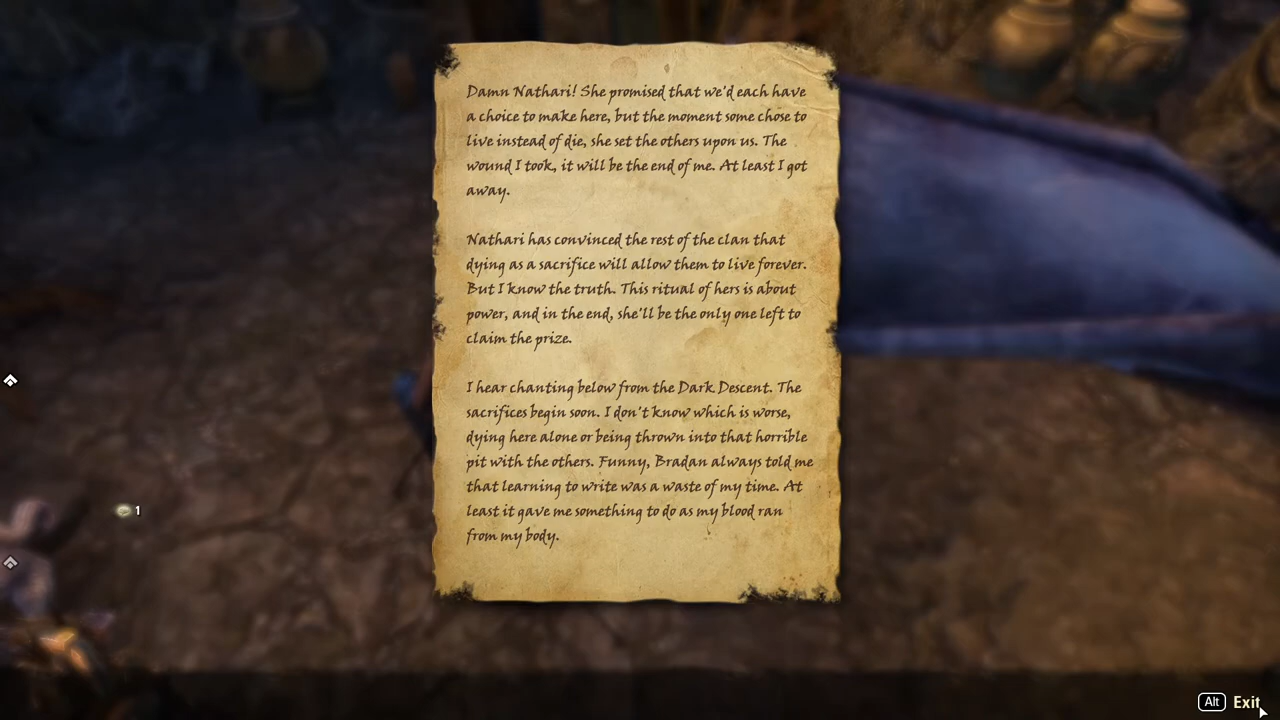 Damn Nathari! She promised that we'd each have
a choice to make here, but the moment some chose to
live instead of die, she set the others upon us. The
wound I took, it will be the end of me. At least I got
away.
Nathari has convinced the rest of the clan that
dying as a sacrifice will allow them to live forever.
But I know the truth. This ritual of hers is about
power, and in the end, she'll be the only one left to
claim the prize.
I hear chanting below from the Dark Descent. The
sacrifices begin soon. I don't know which is worse,
dying here alone or being thrown into that horrible
pit with the others. Funny, Bradan always told me
that learning to write was a waste of my time. At
least it gave me something to do as my blood ran
from my body.
1
Alt Exit